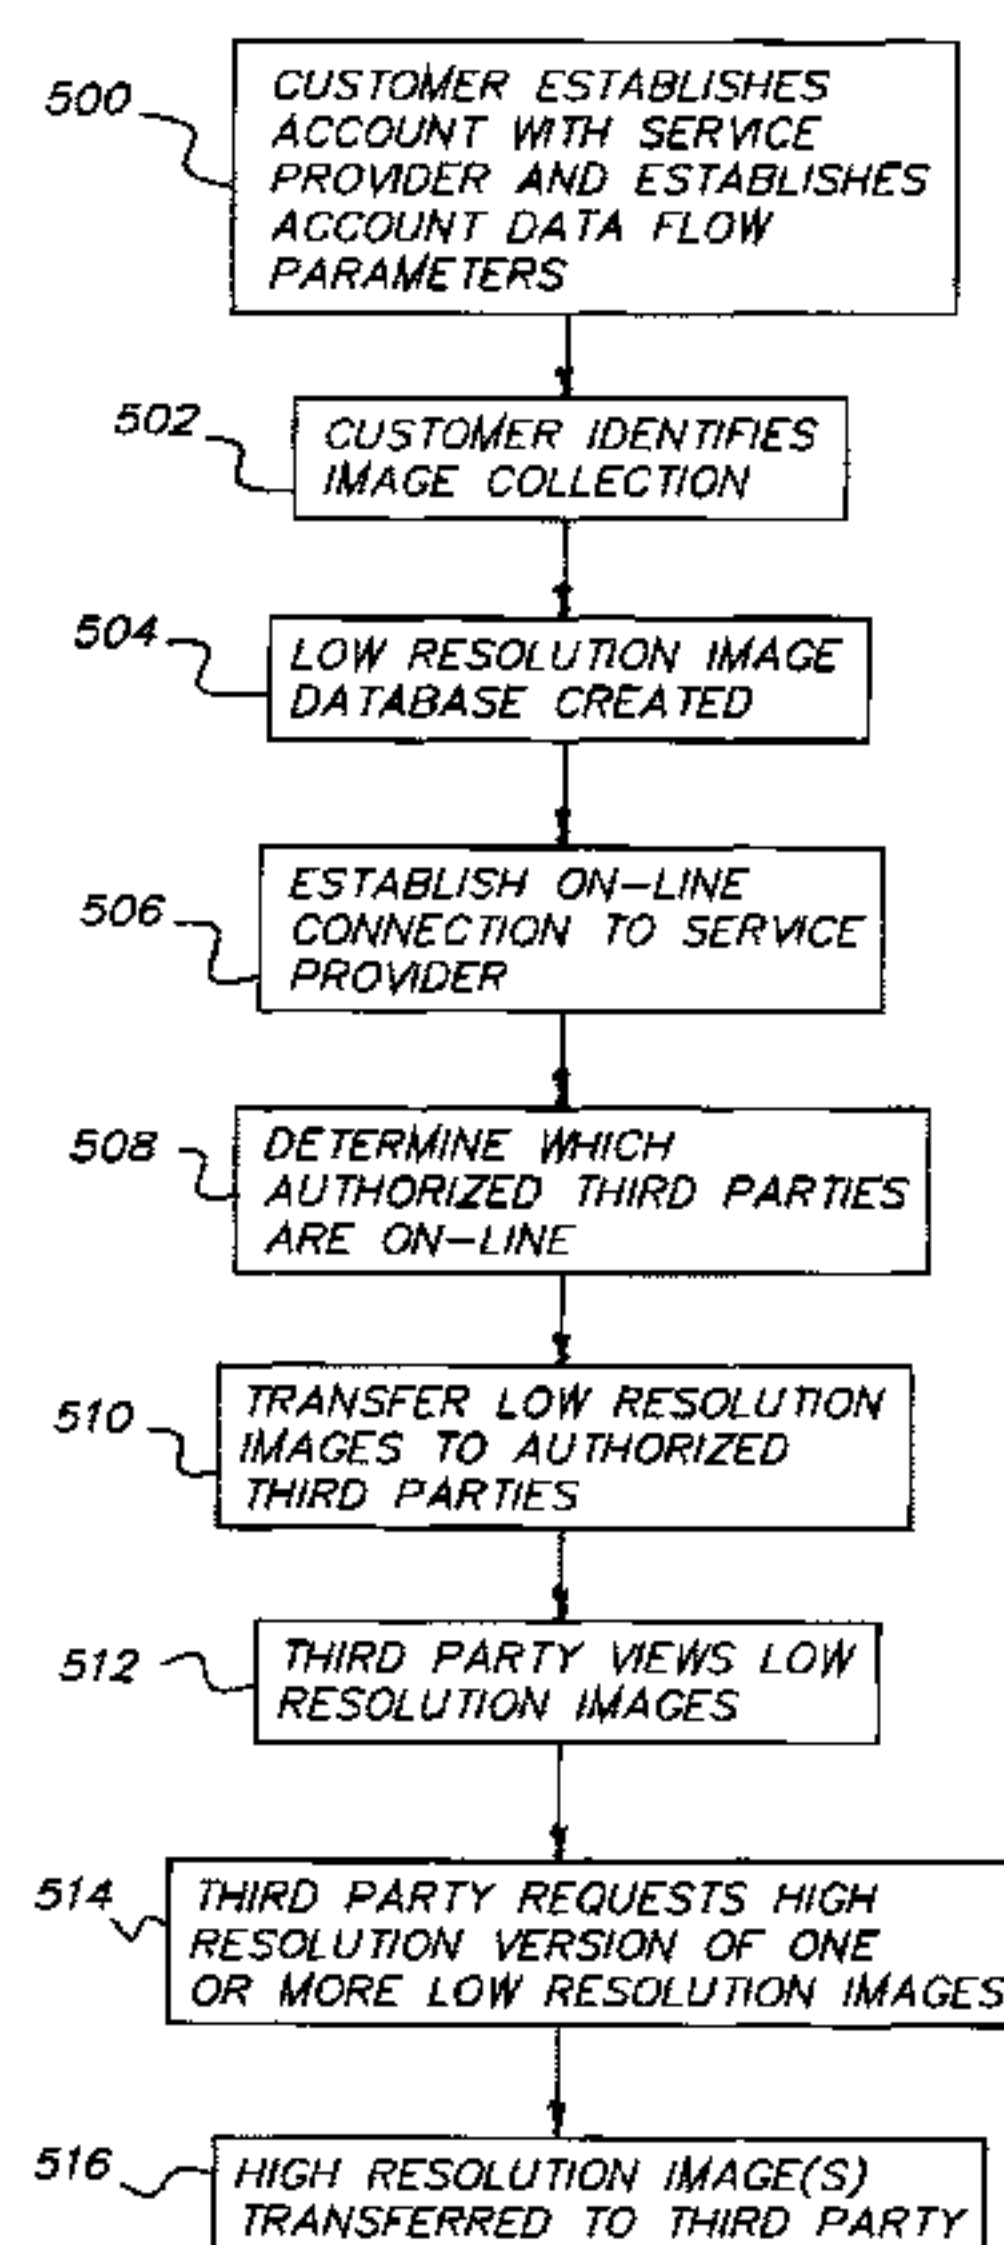 500
CUSTOMER ESTABLISHES
ACCOUNT WITH SERVICE
PROVIDER AND ESTABLISHES
ACCOUNT DATA FLOW
PARAMETERS
502
CUSTOMER IDENTIFIES
IMAGE COLLECTION
504
LOW RESOLUTION IMAGE
DATABASE CREATED
506
ESTABLISH ON-LINE
CONNECTION TO SERVICE
PROVIDER
508
DETERMINE WHICH
AUTHORIZED THIRD PARTIES
ARE ON-LINE
510
TRANSFER LOW RESOLUTION
IMAGES TO AUTHORIZED
THIRD PARTIES
512
THIRD PARTY VIEWS LOW
RESOLUTION IMAGES
514
THIRD PARTY REQUESTS HIGH
RESOLUTION VERSION OF ONE
OR MORE LOW RESOLUTION IMAGES
516
HIGH RESOLUTION IMAGE(S)
TRANSFERRED TO THIRD PARTY